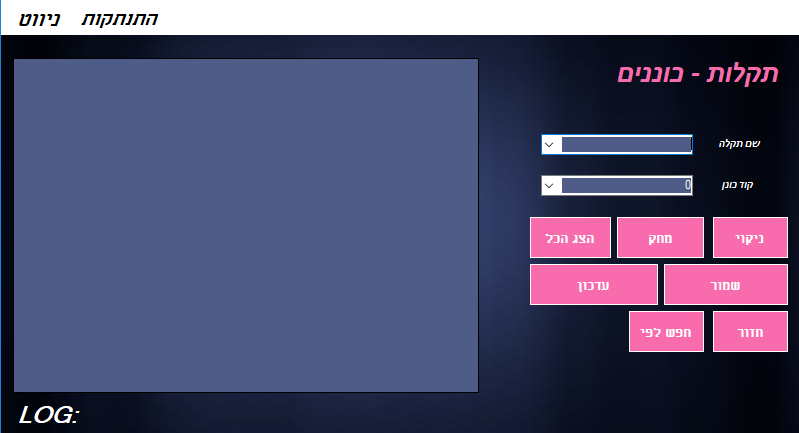 התנתקות ניווט
תקלות - כוננים
שם תקלה
קוד כונן 0
ניקוי מחק הצג הכל
שמור עדכון
חזור חפש לפי
LOG: